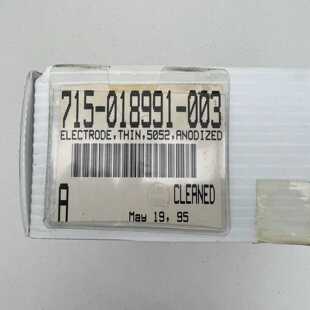 715-018991-003
ELECTRODE,THIN,5052,ANODIZED
CLEANED
A
May 19, 95